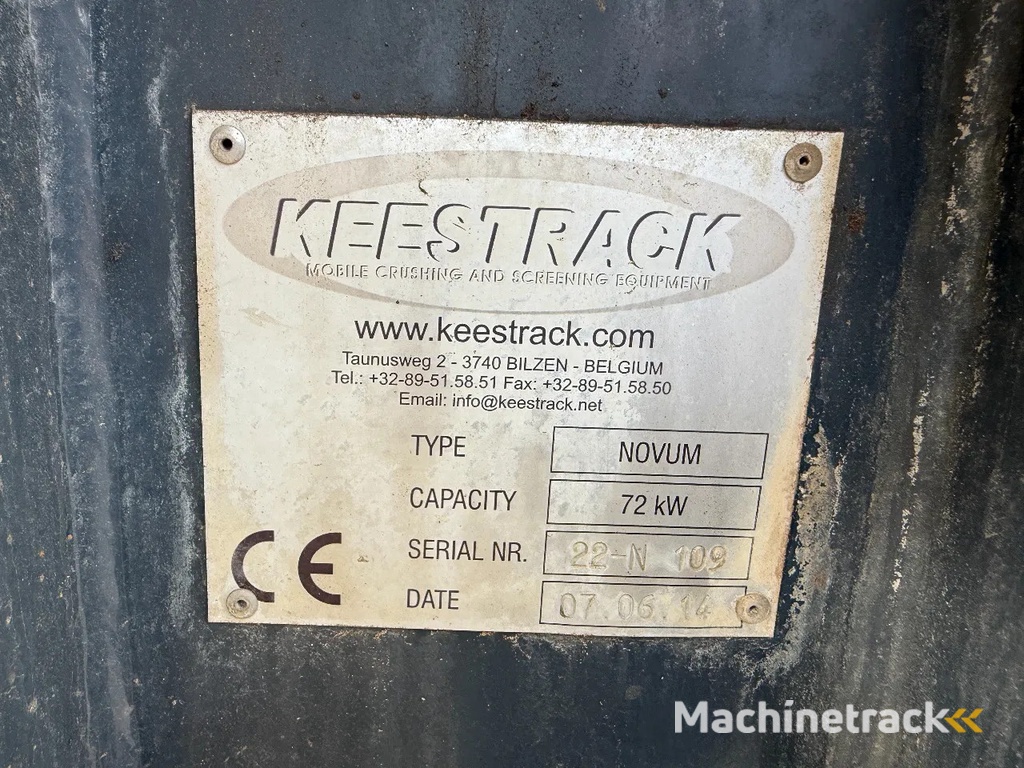 KEESTRACK
MOBILE CRUSHING AND SCREENING EQUIPMENT
www.keestrack.com
Taunusweg 2 - 3740 BILZEN - BELGIUM
Tel.: +32-89-51.58.51 Fax: +32-89-51.58.50
Email: info@keestrack.net
TYPE NOVUM
CAPACITY 72 kW
SERIAL NR. 22-N 109
DATE 07.06.14
CE
Machinetrack